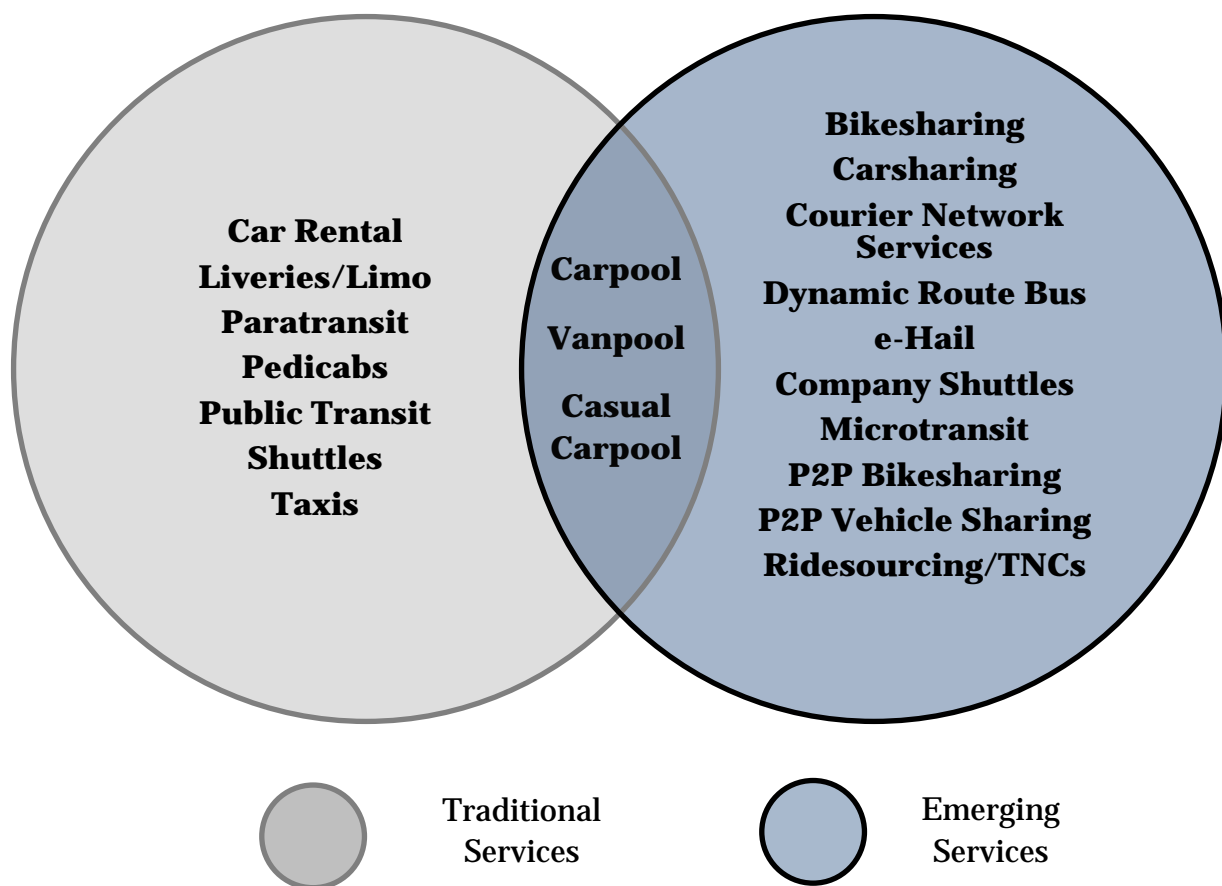 Car Rental
Liveries/Limo
Paratransit
Pedicabs
Public Transit
Shuttles
Taxis
Carpool
Vanpool
Casual
Carpool
Bikesharing
Carsharing
Courier Network
Services
Dynamic Route Bus
e-Hail
Company Shuttles
Microtransit
P2P Bikesharing
P2P Vehicle Sharing
Ridesourcing/TNCs
Traditional
Services
Emerging
Services